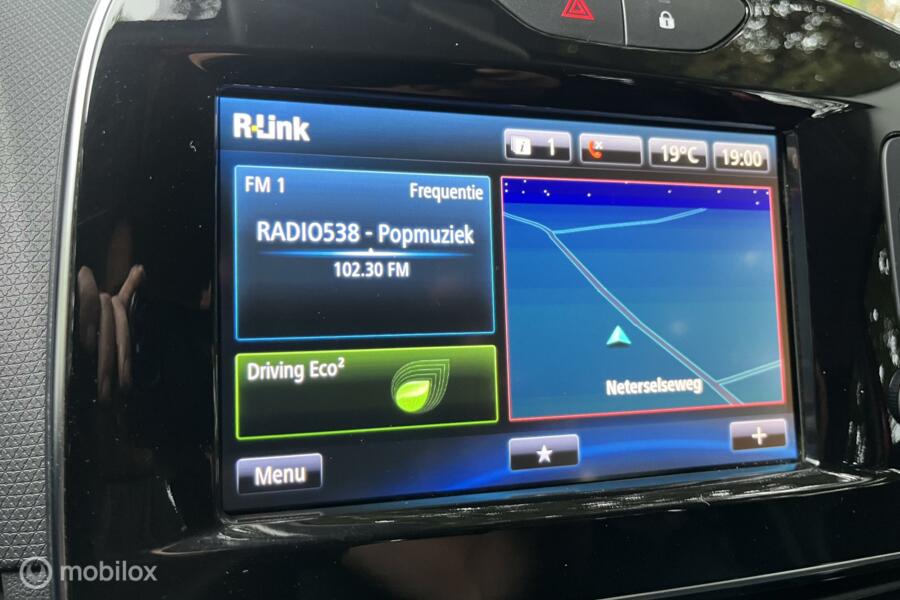 R-Link
i 1
19°C
19:00
FM 1
Frequentie
RADIO538 - Popmuziek
102.30 FM
Driving Eco²
Neterselseweg
Menu
+
mobilox